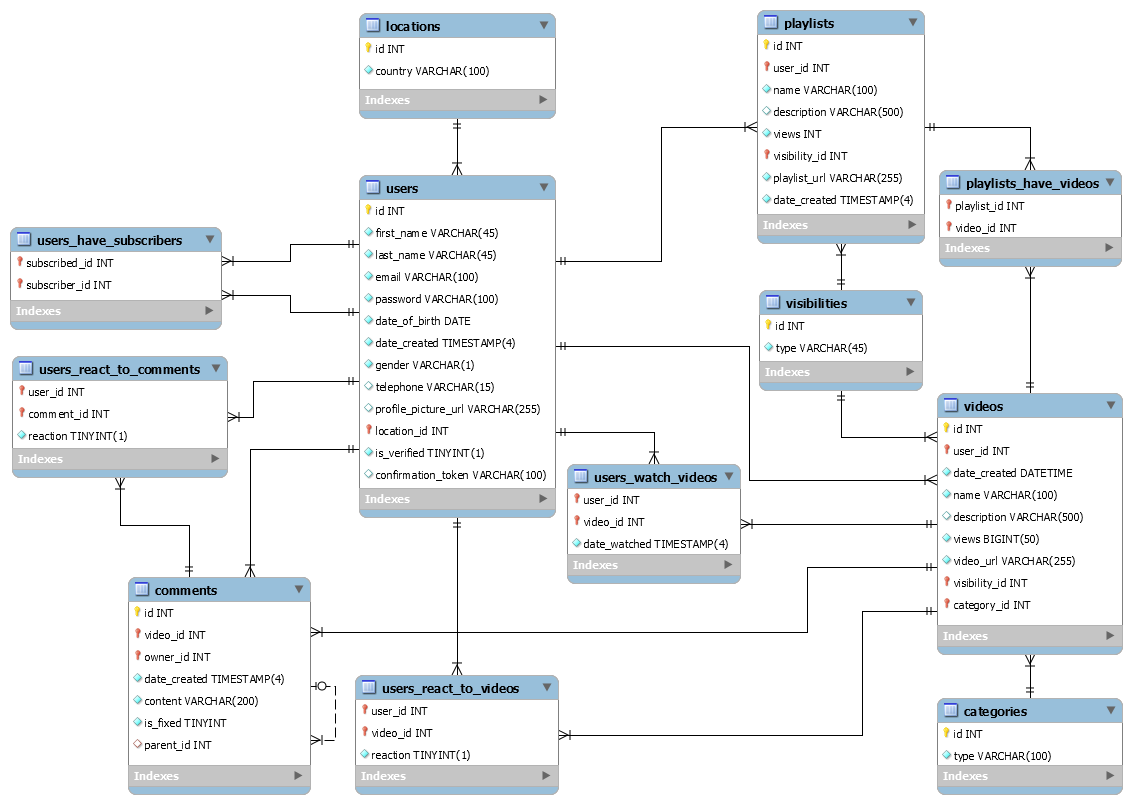 locations
id INT
country VARCHAR(100)
Indexes
playlists
id INT
user_id INT
name VARCHAR(100)
description VARCHAR(500)
views INT
visibility_id INT
playlist_url VARCHAR(255)
date_created TIMESTAMP(4)
Indexes
playlists_have_videos
playlist_id INT
video_id INT
Indexes
users
id INT
first_name VARCHAR(45)
last_name VARCHAR(45)
email VARCHAR(100)
password VARCHAR(100)
date_of_birth DATE
date_created TIMESTAMP(4)
gender VARCHAR(1)
telephone VARCHAR(15)
profile_picture_url VARCHAR(255)
location_id INT
is_verified TINYINT(1)
confirmation_token VARCHAR(100)
Indexes
users_have_subscribers
subscribed_id INT
subscriber_id INT
Indexes
visibilities
id INT
type VARCHAR(45)
Indexes
users_react_to_comments
user_id INT
comment_id INT
reaction TINYINT(1)
Indexes
videos
id INT
user_id INT
date_created DATETIME
name VARCHAR(100)
description VARCHAR(500)
views BIGINT(50)
video_url VARCHAR(255)
visibility_id INT
category_id INT
Indexes
users_watch_videos
user_id INT
video_id INT
date_watched TIMESTAMP(4)
Indexes
comments
id INT
video_id INT
owner_id INT
date_created TIMESTAMP(4)
content VARCHAR(200)
is_fixed TINYINT
parent_id INT
Indexes
users_react_to_videos
user_id INT
video_id INT
reaction TINYINT(1)
Indexes
categories
id INT
type VARCHAR(100)
Indexes